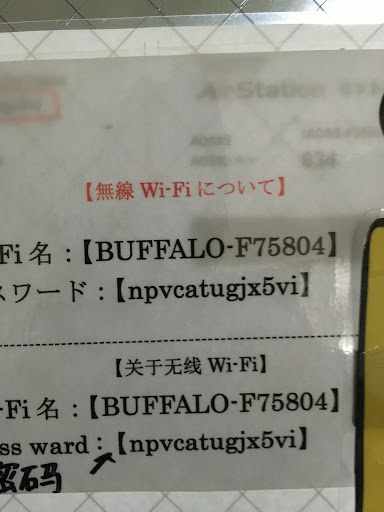 AirStation
AOSS2
634
【無線 Wi-Fi について】
Fi 名：【BUFFALO-F75804】
スワード：【npvcatugjx5vi】
【关于无线 Wi-Fi】
-Fi 名：【BUFFALO-F75804】
ss ward：【npvcatugjx5vi】
密码